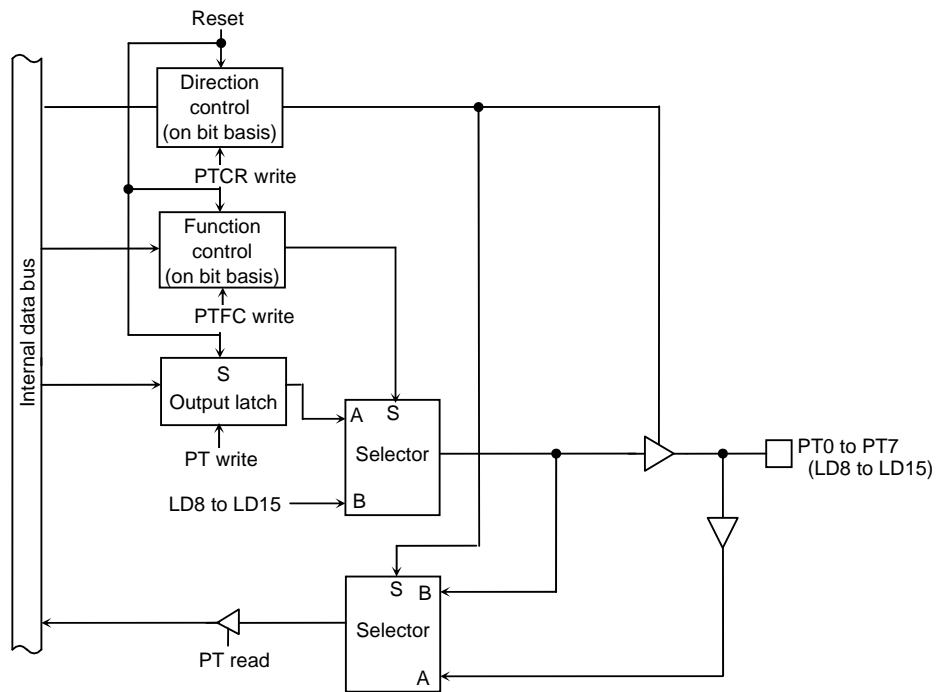 Reset
Direction
control
(on bit basis)
PTCR write
Function
control
(on bit basis)
PTFC write
Internal data bus
S
Output latch
PT write
A
S
Selector
B
LD8 to LD15
PT0 to PT7
(LD8 to LD15)
S
B
Selector
A
PT read